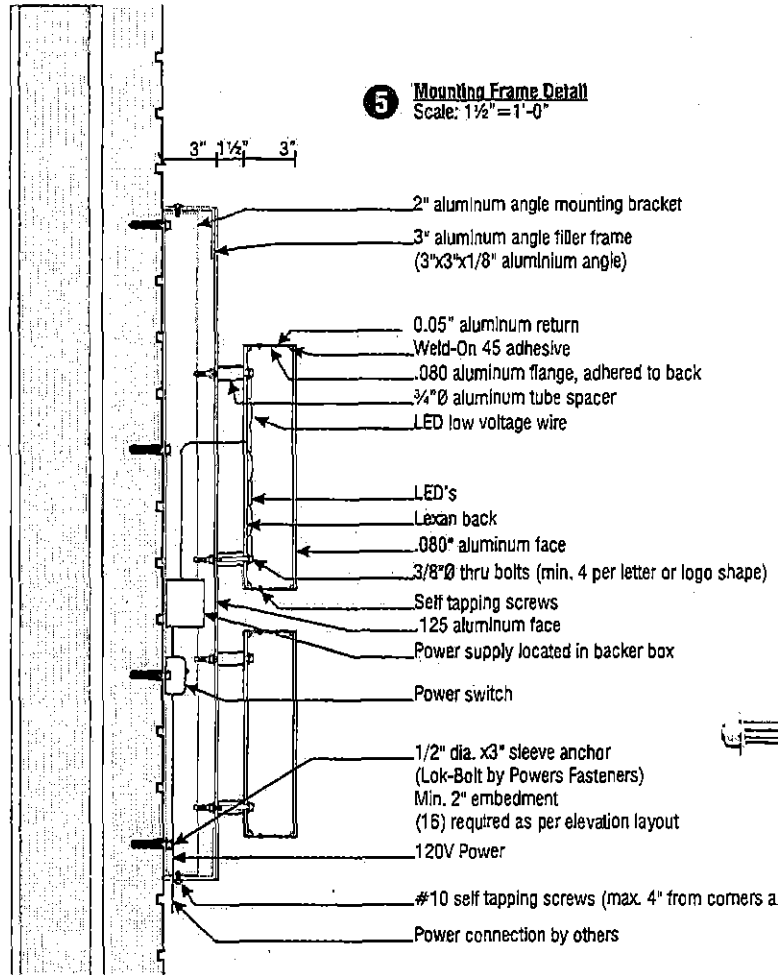 5 Mounting Frame Detail
Scale: 1½"=1'-0"
3" 1½" 3"
2" aluminum angle mounting bracket
3" aluminum angle filler frame
(3"x3"x1/8" aluminium angle)
0.05" aluminum return
Weld-On 45 adhesive
.080 aluminum flange, adhered to back
¾"Ø aluminum tube spacer
LED low voltage wire
LED's
Lexan back
.080" aluminum face
3/8"Ø thru bolts (min. 4 per letter or logo shape)
Self tapping screws
.125 aluminum face
Power supply located in backer box
Power switch
1/2" dia. x3" sleeve anchor
(Lok-Bolt by Powers Fasteners)
Min. 2" embedment
(16) required as per elevation layout
120V Power
#10 self tapping screws (max. 4" from corners a
Power connection by others